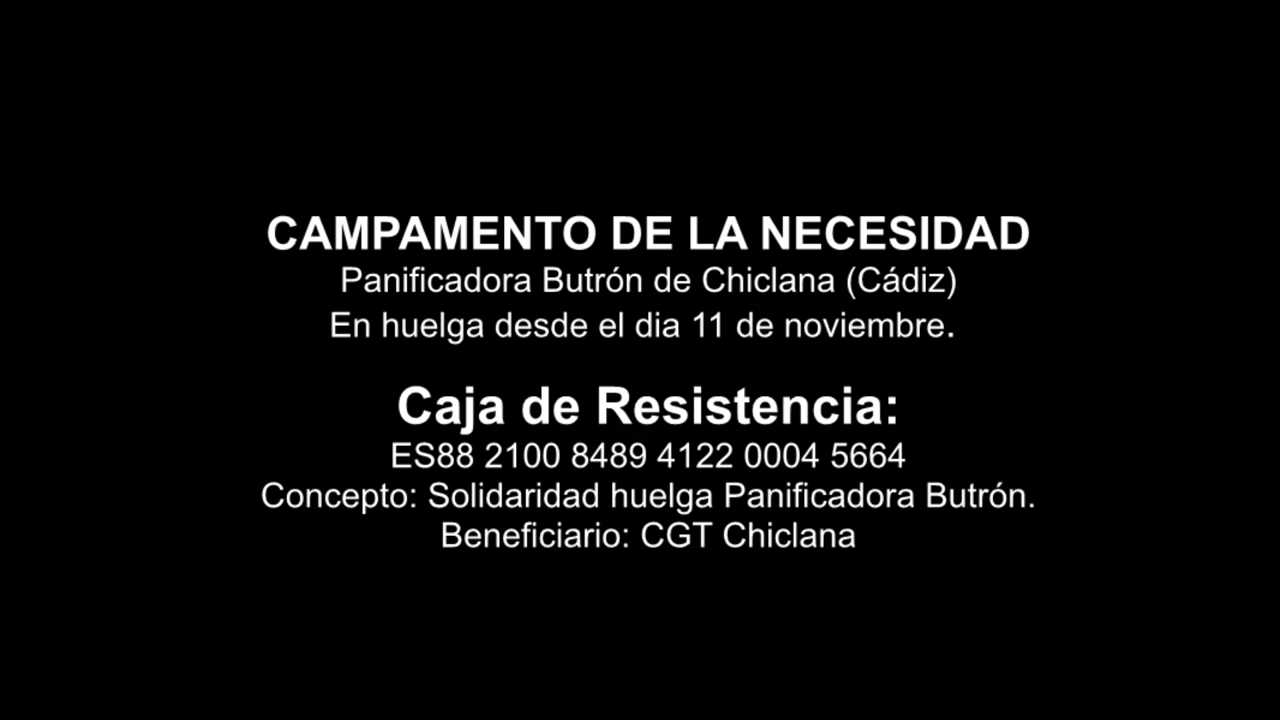 CAMPAMENTO DE LA NECESIDAD
Panificadora Butrón de Chiclana (Cádiz)
En huelga desde el dia 11 de noviembre.
Caja de Resistencia:
ES88 2100 8489 4122 0004 5664
Concepto: Solidaridad huelga Panificadora Butrón.
Beneficiario: CGT Chiclana